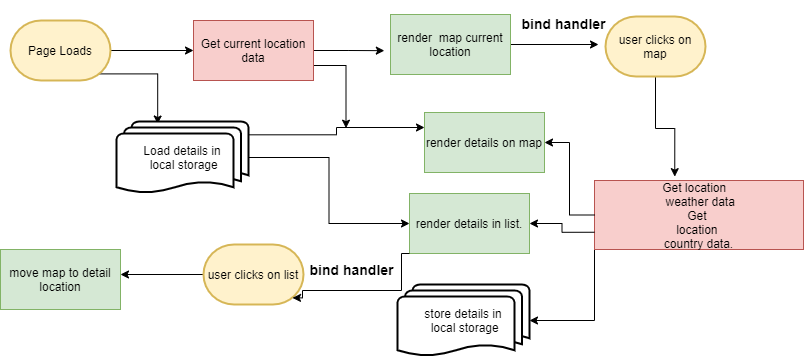 Page Loads
Get current location
data
render  map current
location
bind handler
user clicks on
map
Load details in
local storage
render details on map
Get location
weather data
Get
location
country data.
render details in list.
move map to detail
location
user clicks on list
bind handler
store details in
local storage